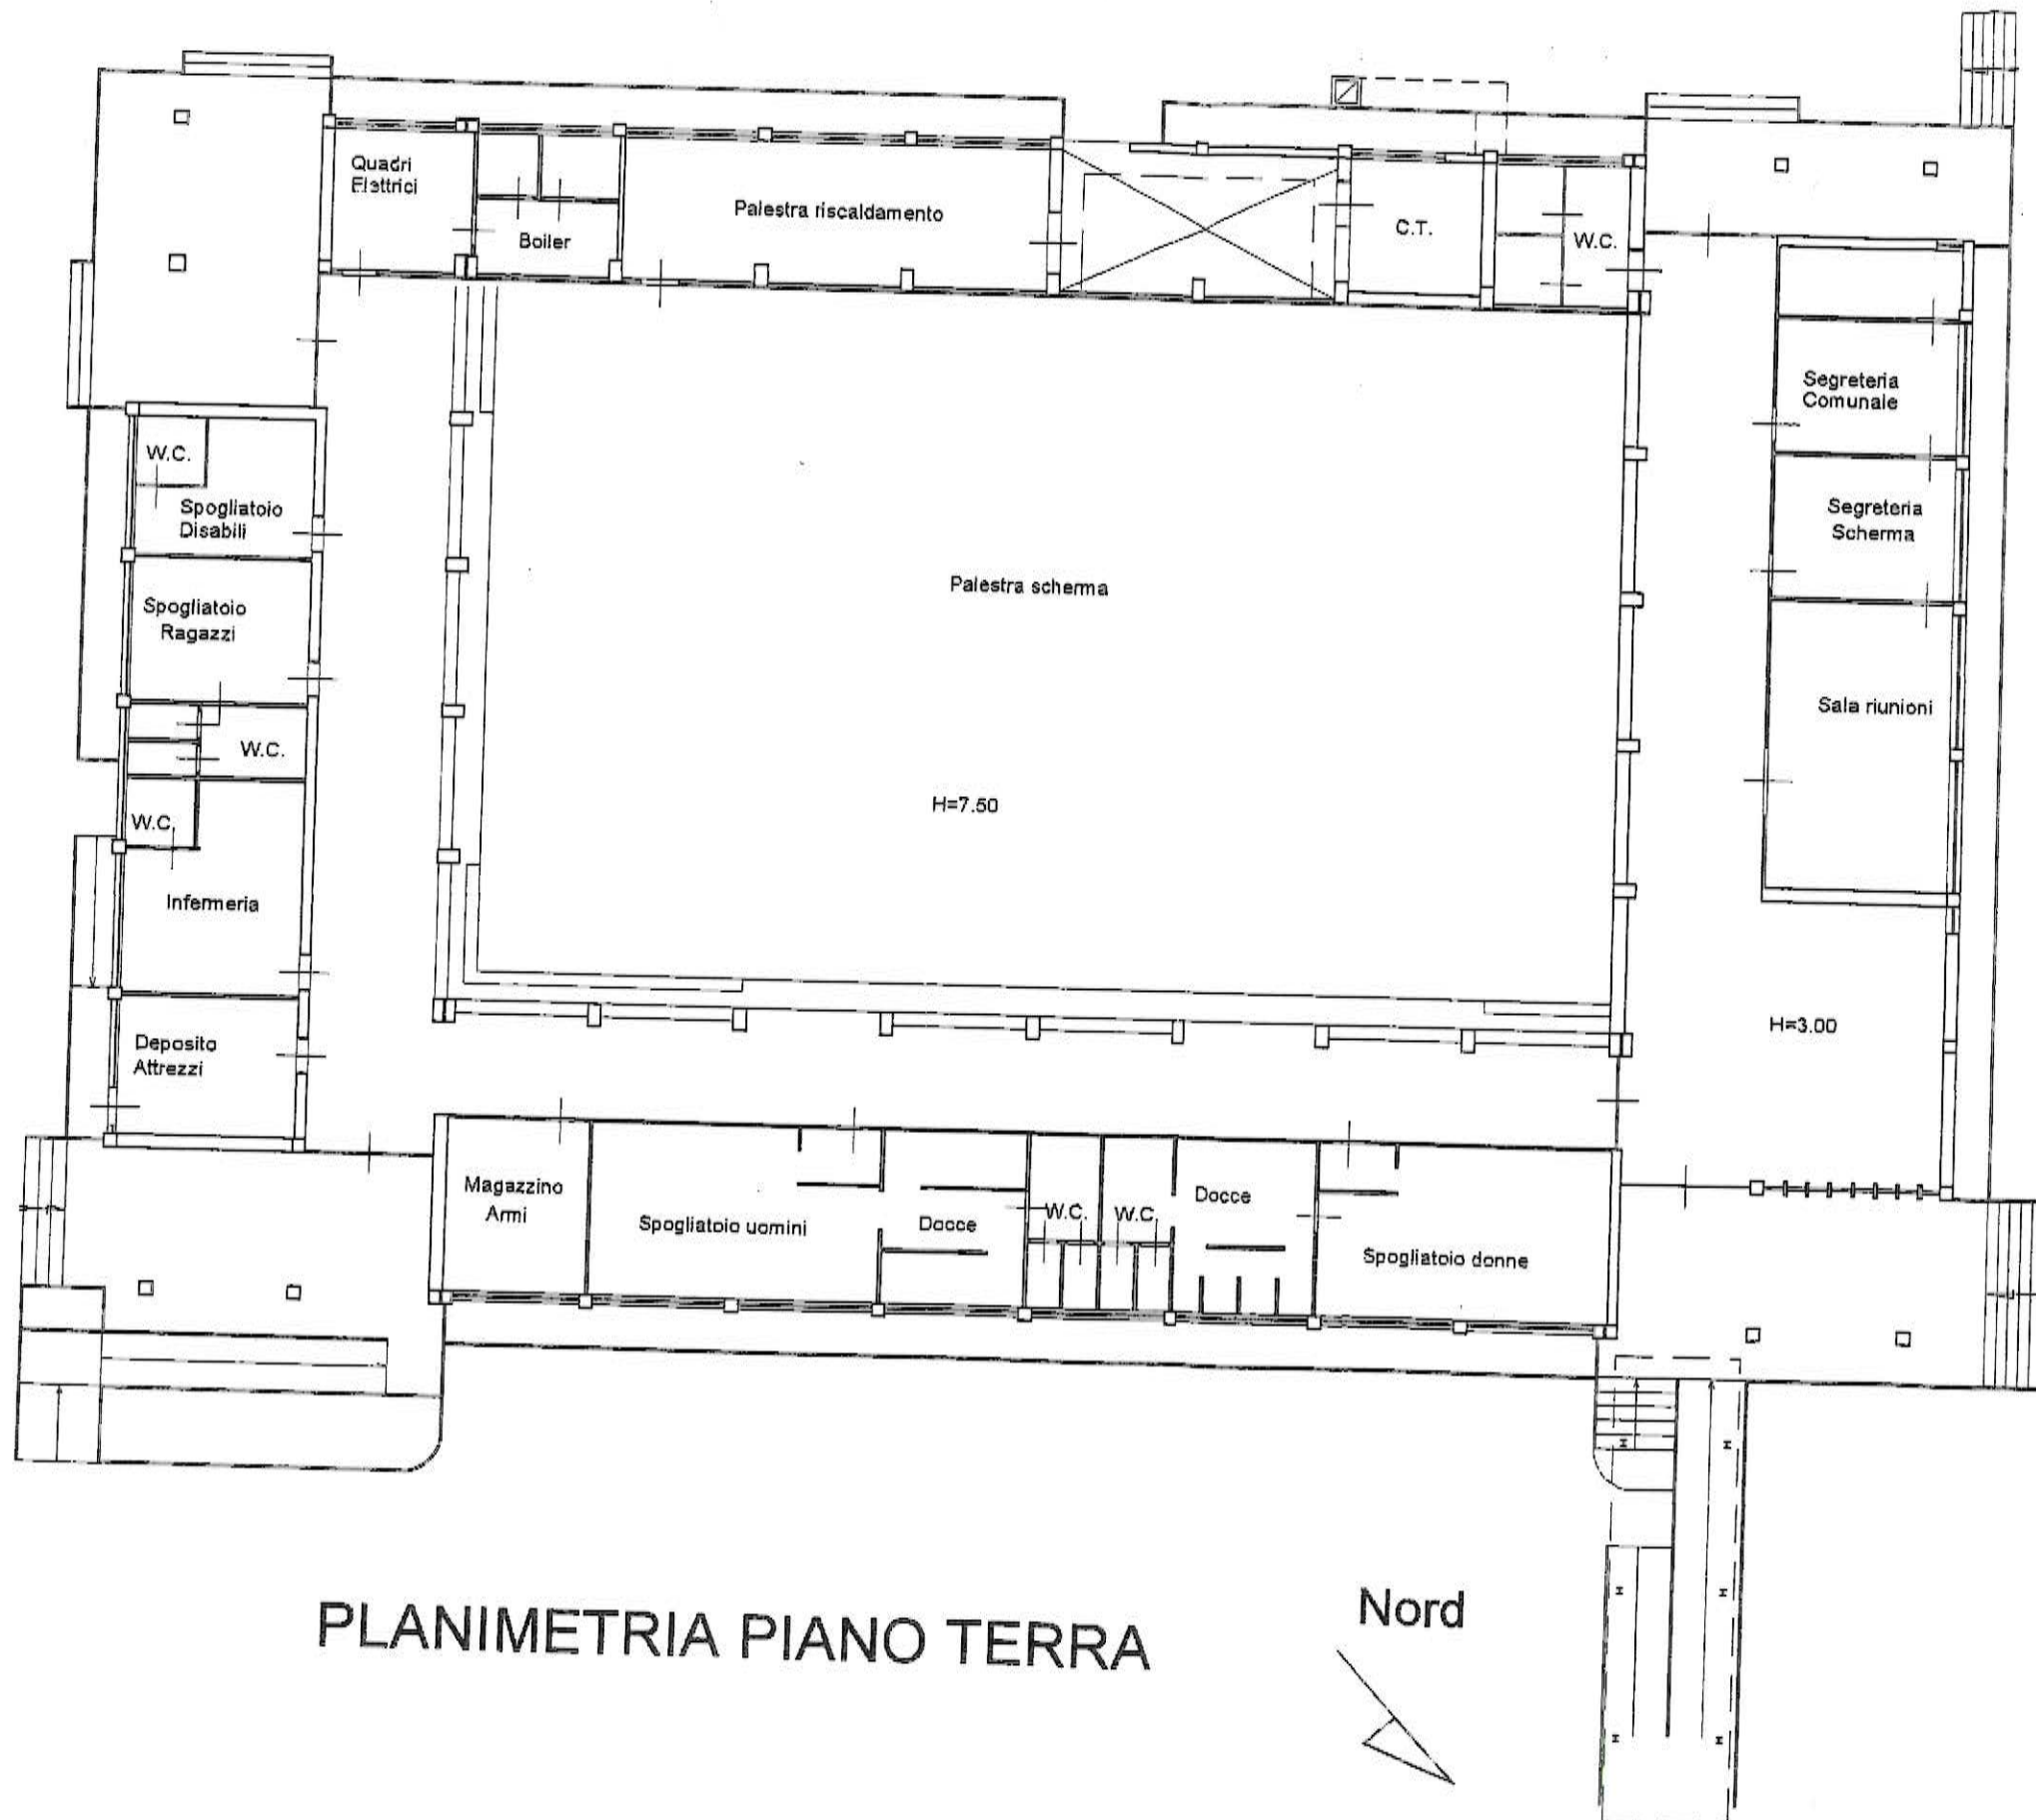 Quadri
Elettrici
Boiler
Palestra riscaldamento
C.T.
W.C.
Segreteria
Comunale
W.C.
Spogliatoio
Disabili
Segreteria
Scherma
Palestra scherma
Spogliatoio
Ragazzi
Sala riunioni
W.C.
H=7.50
W.C.
Infermeria
H=3.00
Deposito
Attrezzi
Magazzino
Armi
Spogliatoio uomini
Docce
W.C.
W.C.
Docce
Spogliatoio donne
PLANIMETRIA PIANO TERRA
Nord